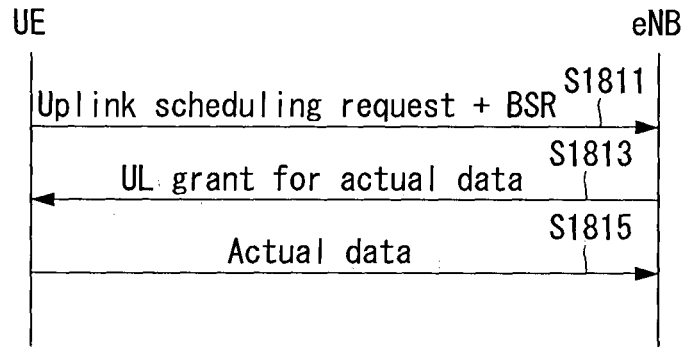 UE
eNB
S1811
Uplink scheduling request + BSR
S1813
UL grant for actual data
S1815
Actual data